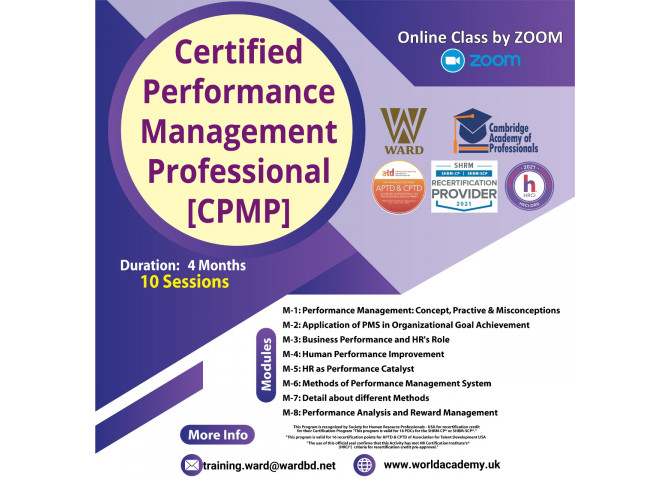 Certified
Performance
Management
Professional
[CPMP]
Online Class by ZOOM
zoom
WARD
Cambridge
Academy of
Professionals
atd
APTD & CPTD
SHRM
SHRM-CP | SHRM-SCP
RECERTIFICATION
PROVIDER
2021
2021
h
HRCI
Duration: 4 Months
10 Sessions
Modules
M-1: Performance Management: Concept, Practive & Misconceptions
M-2: Application of PMS in Organizational Goal Achievement
M-3: Business Performance and HR's Role
M-4: Human Performance Improvement
M-5: HR as Performance Catalyst
M-6: Methods of Performance Management System
M-7: Detail about different Methods
M-8: Performance Analysis and Reward Management
This Program is recognized by Society for Human Resource Professionals - USA for recertification credit
for their Certification Program "This program is valid for 16 PDCs for the SHRM-CP® or SHRM-SCP®".
"This program is valid for 16 recertification points for APTD & CPTD of Association for Talent Development USA
"The use of this official seal confirms that this Activity has met HR Certification Institute's®
(HRCI®) criteria for recertification credit pre-approval."
More Info
training.ward@wardbd.net
www.worldacademy.uk